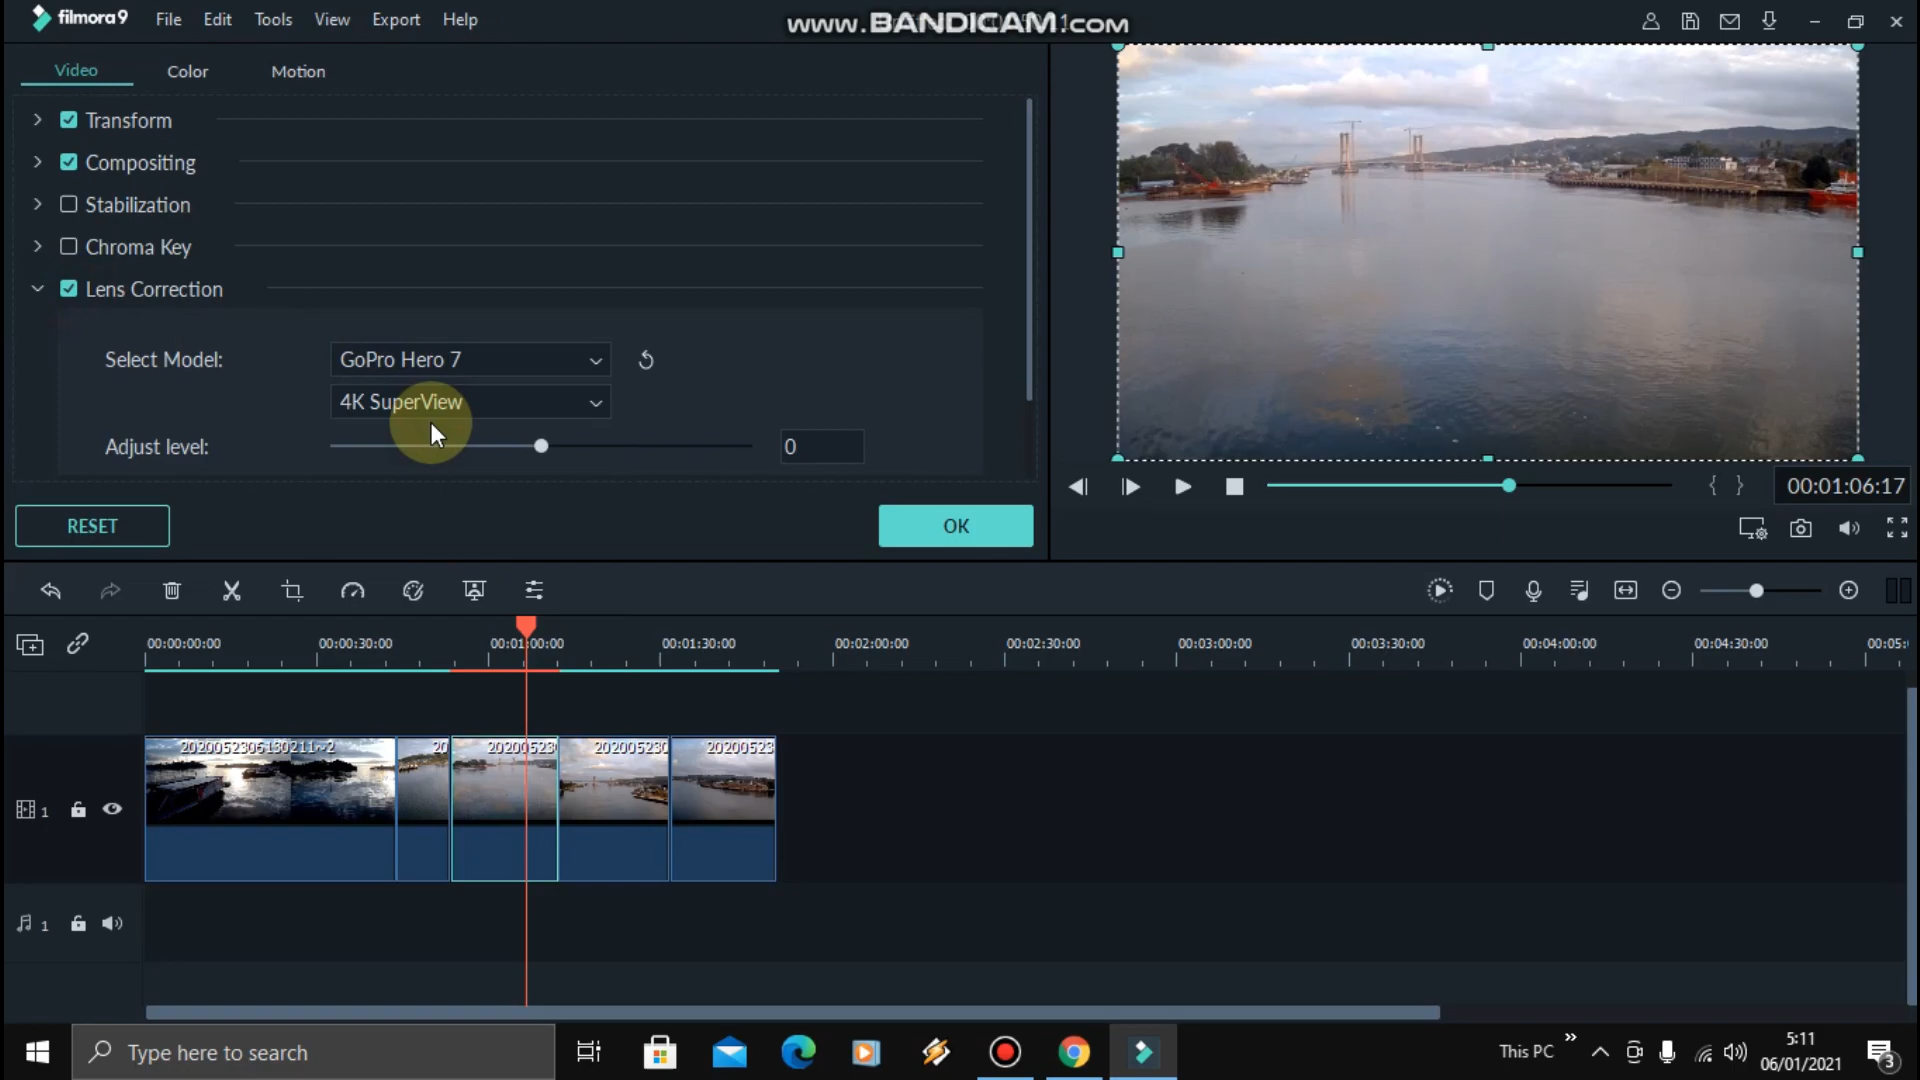 filmora9 File Edit Tools View Export Help
www.BANDICAM.com
Video Color Motion
Transform
Compositing
Stabilization
Chroma Key
Lens Correction
Select Model: GoPro Hero 7
4K SuperView
Adjust level: 0
RESET OK
{ } 00:01:06:17
00:00:00:00 00:00:30:00 00:01:00:00 00:01:30:00 00:02:00:00 00:02:30:00 00:03:00:00 00:03:30:00 00:04:00:00 00:04:30:00 00:05:
20200523061302​11~2 20 20200523 20200523 20200523
1
1
Type here to search
This PC
5:11
06/01/2021
3